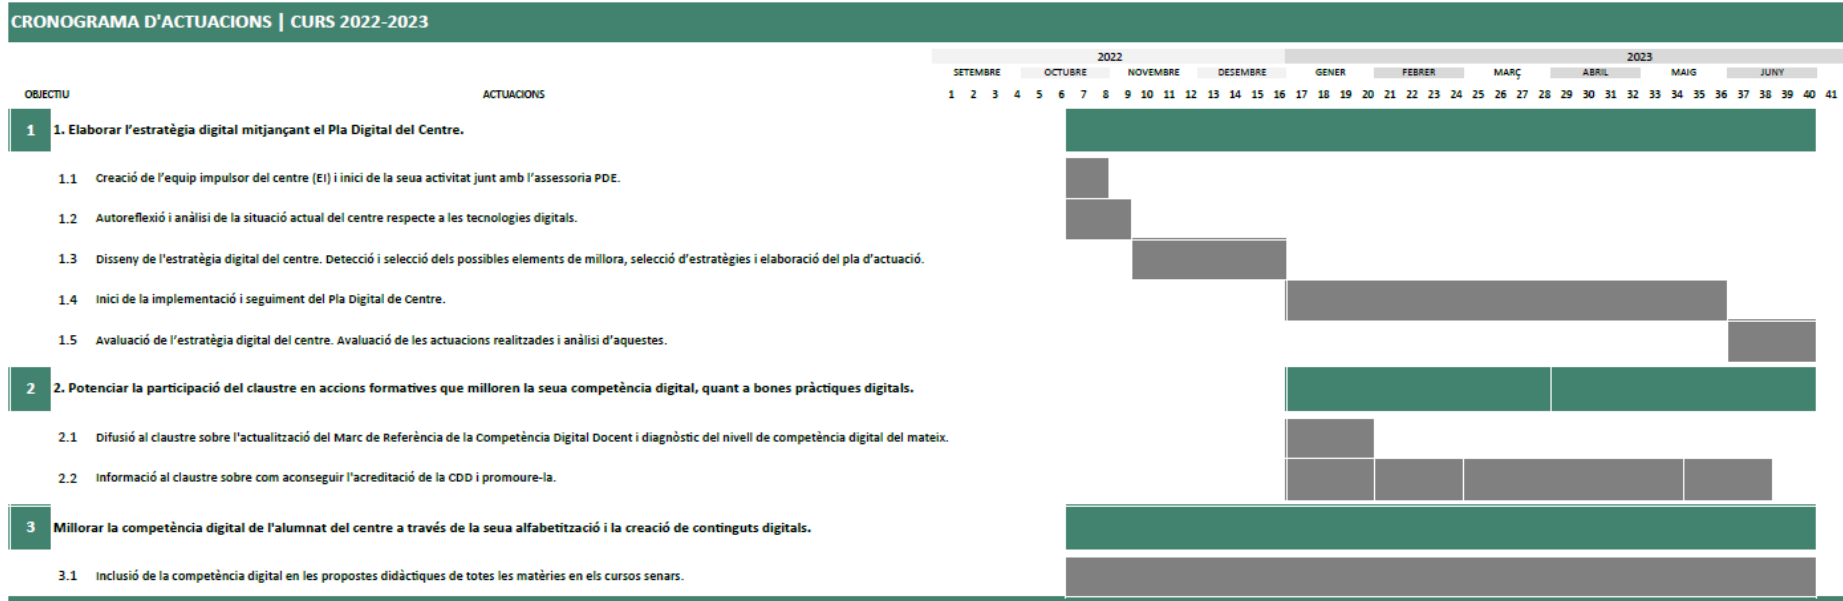 CRONOGRAMA D'ACTUACIONS | CURS 2022-2023
2022 2023
SETEMBRE OCTUBRE NOVEMBRE DESEMBRE GENER FEBRER MARÇ ABRIL MAIG JUNY
OBJECTIU ACTUACIONS 1 2 3 4 5 6 7 8 9 10 11 12 13 14 15 16 17 18 19 20 21 22 23 24 25 26 27 28 29 30 31 32 33 34 35 36 37 38 39 40 41
1 1. Elaborar l'estratègia digital mitjançant el Pla Digital del Centre.
1.1 Creació de l'equip impulsor del centre (EI) i inici de la seua activitat junt amb l'assessoria PDE.
1.2 Autoreflexió i anàlisi de la situació actual del centre respecte a les tecnologies digitals.
1.3 Disseny de l'estratègia digital del centre. Detecció i selecció dels possibles elements de millora, selecció d'estratègies i elaboració del pla d'actuació.
1.4 Inici de la implementació i seguiment del Pla Digital de Centre.
1.5 Avaluació de l'estratègia digital del centre. Avaluació de les actuacions realitzades i anàlisi d'aquestes.
2 2. Potenciar la participació del claustre en accions formatives que milloren la seua competència digital, quant a bones pràctiques digitals.
2.1 Difusió al claustre sobre l'actualització del Marc de Referència de la Competència Digital Docent i diagnòstic del nivell de competència digital del mateix.
2.2 Informació al claustre sobre com aconseguir l'acreditació de la CDD i promoure-la.
3 Millorar la competència digital de l'alumnat del centre a través de la seua alfabetització i la creació de continguts digitals.
3.1 Inclusió de la competència digital en les propostes didàctiques de totes les matèries en els cursos senars.